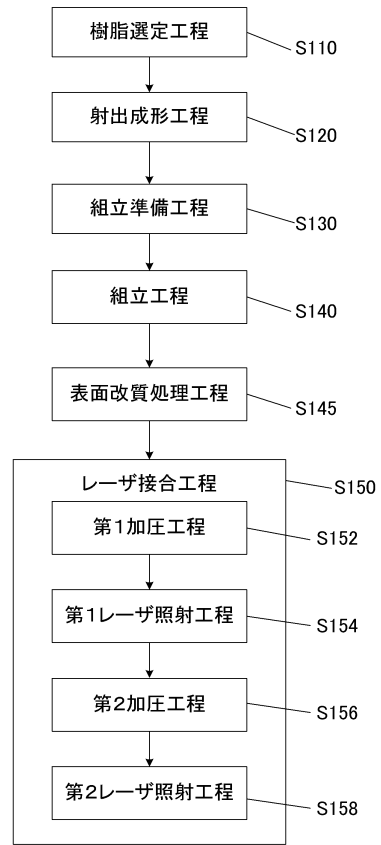 樹脂選定工程
S110
射出成形工程
S120
組立準備工程
S130
組立工程
S140
表面改質処理工程
S145
レーザ接合工程
S150
第1加圧工程
S152
第1レーザ照射工程
S154
第2加圧工程
S156
第2レーザ照射工程
S158